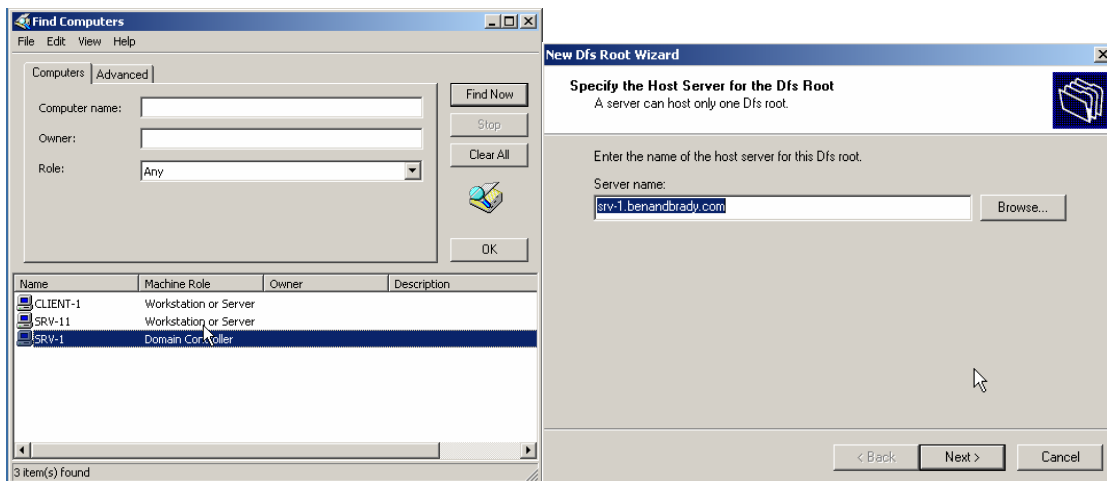 Find Computers
File Edit View Help
Computers Advanced
Computer name:
Find Now
Stop
Owner:
Clear All
Role:
Any
OK
Name Machine Role Owner Description
CLIENT-1 Workstation or Server
SRV-11 Workstation or Server
SRV-1 Domain Controller
3 item(s) found
New Dfs Root Wizard
Specify the Host Server for the Dfs Root
A server can host only one Dfs root.
Enter the name of the host server for this Dfs root.
Server name:
srv-1.benandbrady.com
Browse...
< Back Next > Cancel